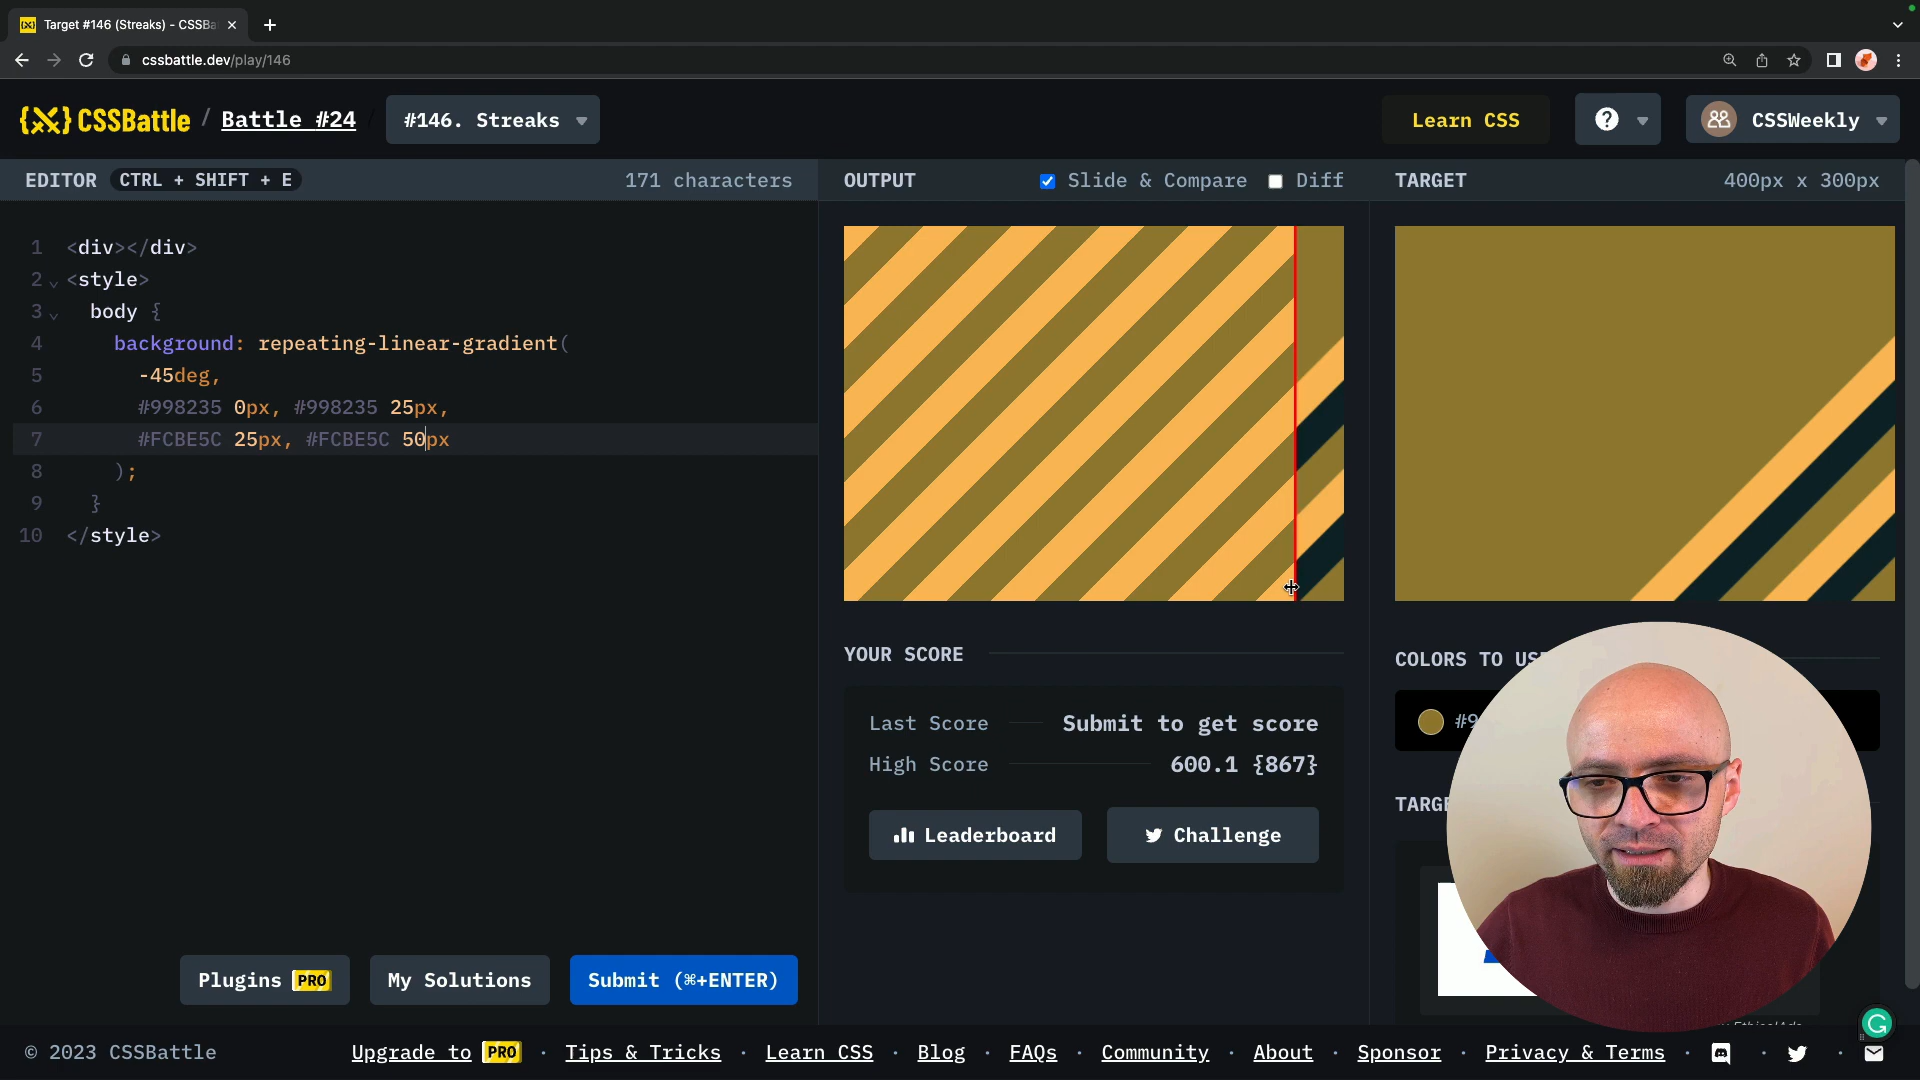 Target #146 (Streaks) - CSSBa
cssbattle.dev/play/146
CSSBattle / Battle #24 / #146. Streaks
Learn CSS
?
CSSWeekly
EDITOR CTRL + SHIFT + E 171 characters
OUTPUT Slide & Compare Diff
TARGET 400px x 300px
1 <div></div>
2 <style>
3 body {
4 background: repeating-linear-gradient(
5 -45deg,
6 #998235 0px, #998235 25px,
7 #FCBE5C 25px, #FCBE5C 50px
8 );
9 }
10 </style>
YOUR SCORE
Last Score Submit to get score
High Score 600.1 {867}
Leaderboard Challenge
COLORS TO US
#9
TARGE
Plugins PRO My Solutions Submit (⌘+ENTER)
© 2023 CSSBattle
Upgrade to PRO · Tips & Tricks · Learn CSS · Blog · FAQs · Community · About · Sponsor · Privacy & Terms